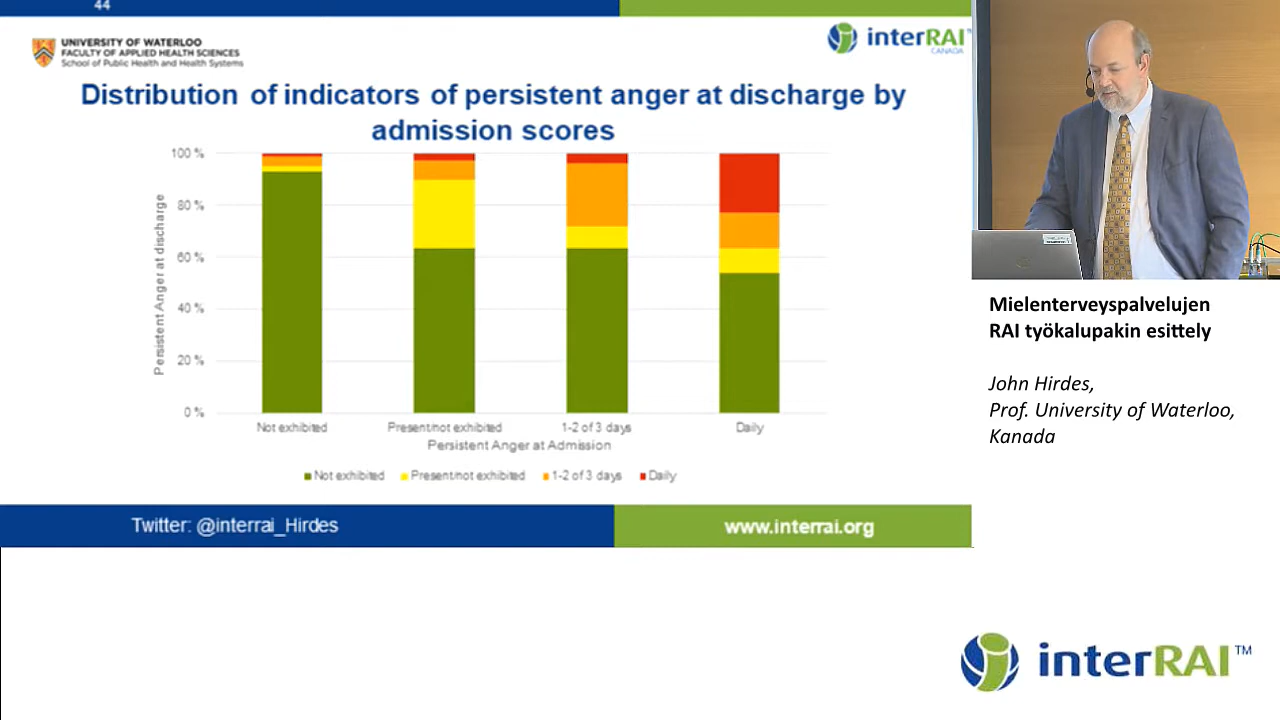 44
UNIVERSITY OF WATERLOO
FACULTY OF APPLIED HEALTH SCIENCES
School of Public Health and Health Systems
interRAI
CANADA
Distribution of indicators of persistent anger at discharge by
admission scores
Persistent Anger at discharge
100 %
80 %
60 %
40 %
20 %
0 %
Not exhibited
Present/not exhibited
1-2 of 3 days
Daily
Persistent Anger at Admission
Not exhibited
Present/not exhibited
1-2 of 3 days
Daily
Twitter: @interrai_Hirdes
www.interrai.org
Mielenterveyspalvelujen
RAI työkalupakin esittely
John Hirdes,
Prof. University of Waterloo,
Kanada
interRAI™